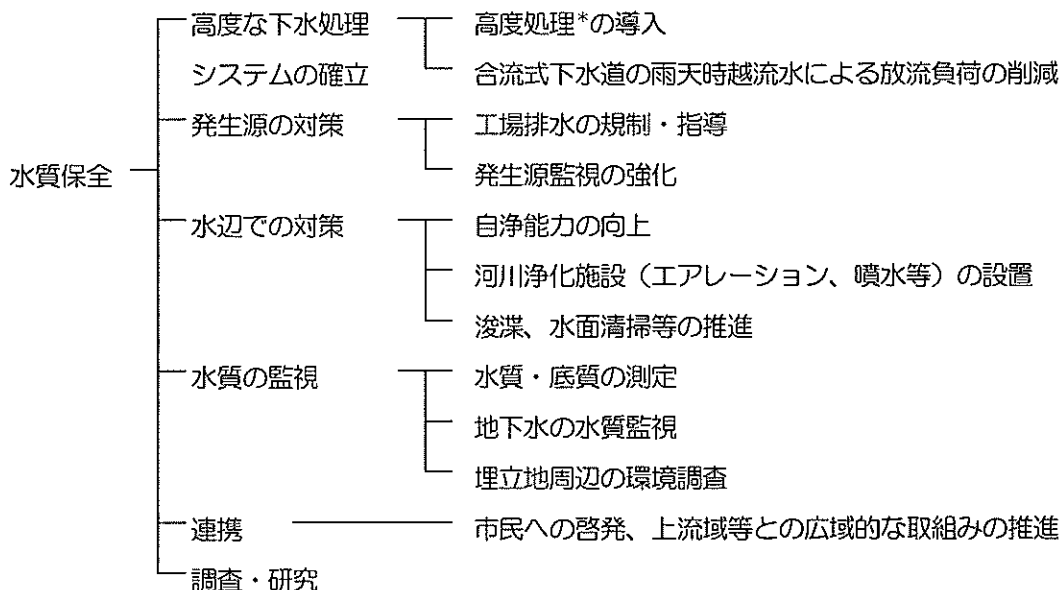 高度な下水処理 高度処理*の導入
システムの確立 合流式下水道の雨天時越流水による放流負荷の削減
発生源の対策 工場排水の規制・指導
水質保全 発生源監視の強化
水辺での対策 自浄能力の向上
河川浄化施設（エアレーション、噴水等）の設置
浚渫、水面清掃等の推進
水質の監視 水質・底質の測定
地下水の水質監視
埋立地周辺の環境調査
連携 市民への啓発、上流域等との広域的な取組みの推進
調査・研究